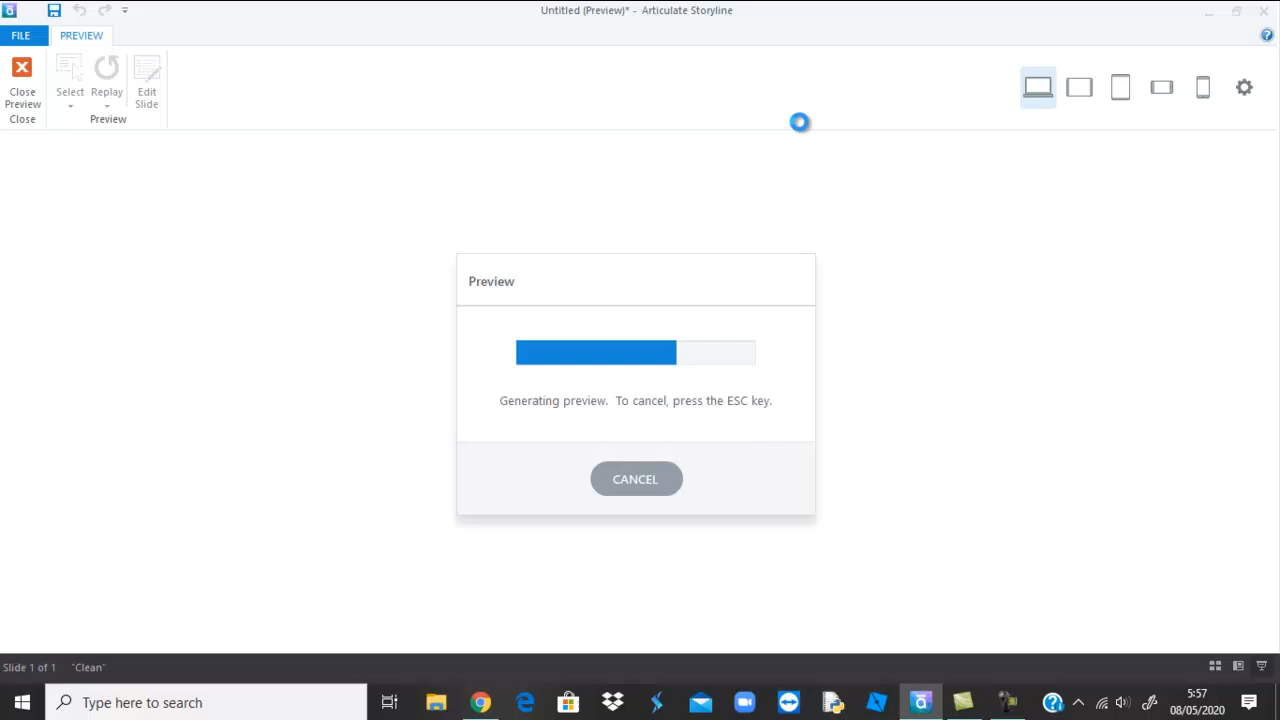 Untitled (Preview)* - Articulate Storyline
FILE
PREVIEW
Close Preview
Select
Replay
Edit Slide
Close
Preview
Preview
Generating preview. To cancel, press the ESC key.
CANCEL
Slide 1 of 1
"Clean"
Type here to search
5:57
08/05/2020